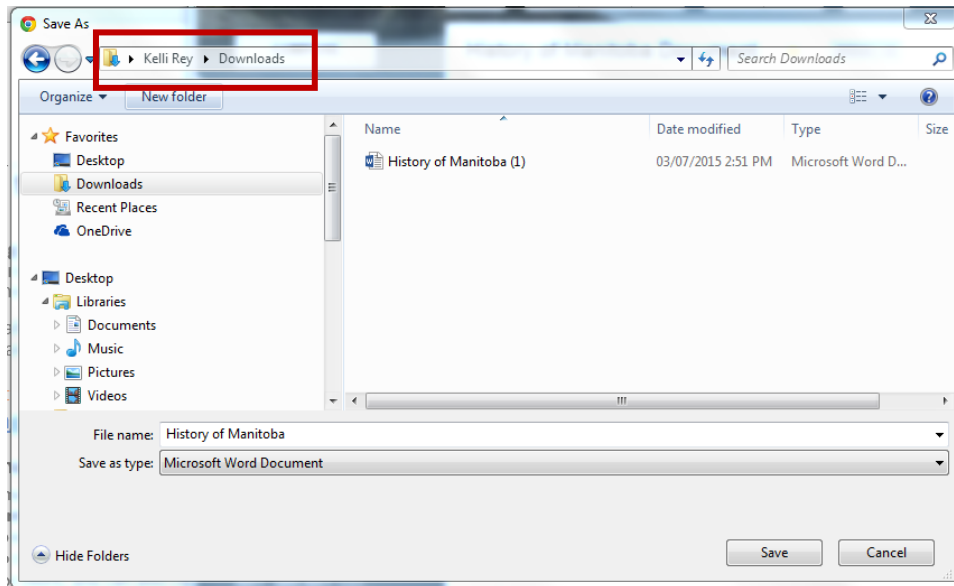 Save As
Kelli Rey Downloads
Search Downloads
Organize New folder
Favorites
Desktop
Downloads
Recent Places
OneDrive
Desktop
Libraries
Documents
Music
Pictures
Videos
Name Date modified Type Size
History of Manitoba (1) 03/07/2015 2:51 PM Microsoft Word D...
File name: History of Manitoba
Save as type: Microsoft Word Document
Hide Folders Save Cancel